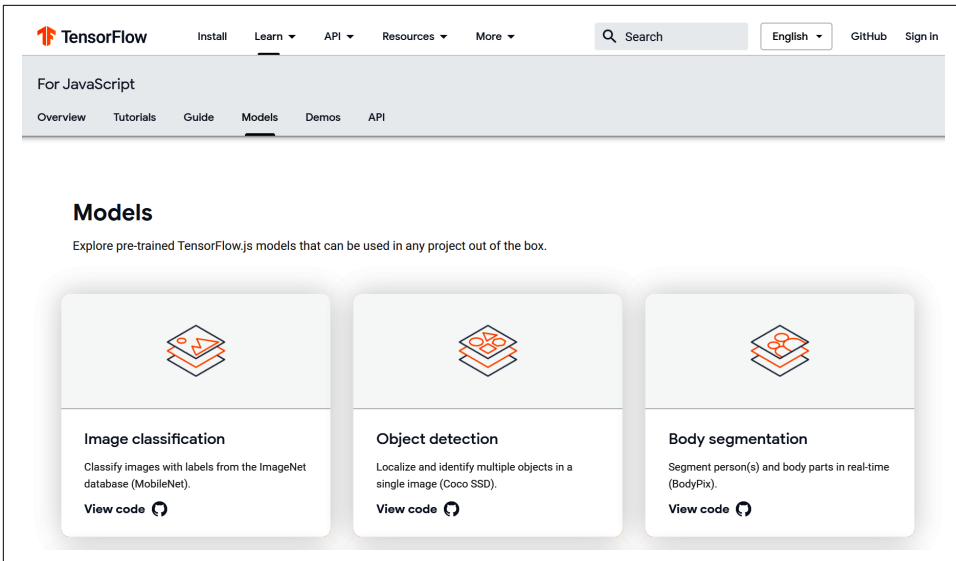 TensorFlow Install Learn API Resources More Search English GitHub Sign in
For JavaScript
Overview Tutorials Guide Models Demos API
Models
Explore pre-trained TensorFlow.js models that can be used in any project out of the box.
Image classification
Classify images with labels from the ImageNet
database (MobileNet).
View code
Object detection
Localize and identify multiple objects in a
single image (Coco SSD).
View code
Body segmentation
Segment person(s) and body parts in real-time
(BodyPix).
View code